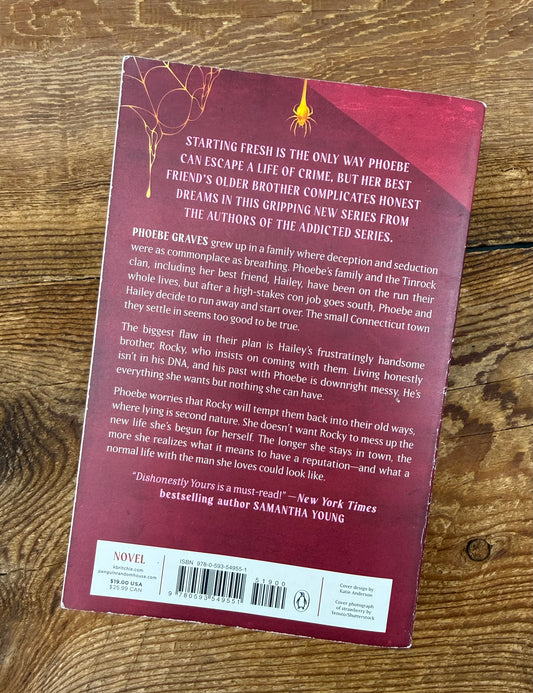 STARTING FRESH IS THE ONLY WAY PHOEBE
CAN ESCAPE A LIFE OF CRIME, BUT HER BEST
FRIEND'S OLDER BROTHER COMPLICATES HONEST
DREAMS IN THIS GRIPPING NEW SERIES FROM
THE AUTHORS OF THE ADDICTED SERIES.
PHOEBE GRAVES grew up in a family where deception and seduction
were as commonplace as breathing. Phoebe's family and the Tinrock
clan, including her best friend, Hailey, have been on the run their
whole lives, but after a high-stakes con job goes south, Phoebe and
Hailey decide to run away and start over. The small Connecticut town
they settle in seems too good to be true.
The biggest flaw in their plan is Hailey's frustratingly handsome
brother, Rocky, who insists on coming with them. Living honestly
isn't in his DNA, and his past with Phoebe is downright messy. He's
everything she wants but nothing she can have.
Phoebe worries that Rocky will tempt them back into their old ways,
where lying is second nature. She doesn't want Rocky to mess up the
new life she's begun for herself. The longer she stays in town, the
more she realizes what it means to have a reputation—and what a
normal life with the man she loves could look like.
"Dishonestly Yours is a must-read!" —New York Times
bestselling author SAMANTHA YOUNG
NOVEL
kbritchie.com
penguinrandomhouse.com
$19.00 USA
$25.99 CAN
ISBN 978-0-593-54955-1
51900
9 780593 549551
Cover design by
Katie Anderson
Cover photograph
of strawberry by
Venuto/Shutterstock